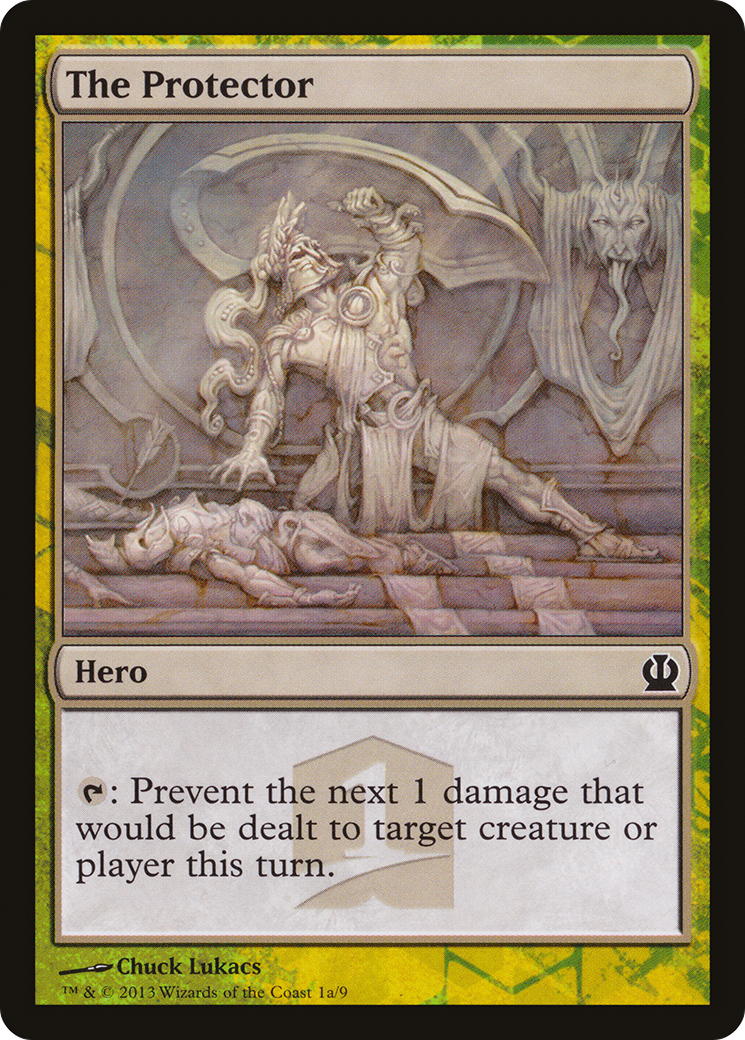 The Protector
Hero
: Prevent the next 1 damage that
would be dealt to target creature or
player this turn.
1
Chuck Lukacs
™ & © 2013 Wizards of the Coast 1a/9